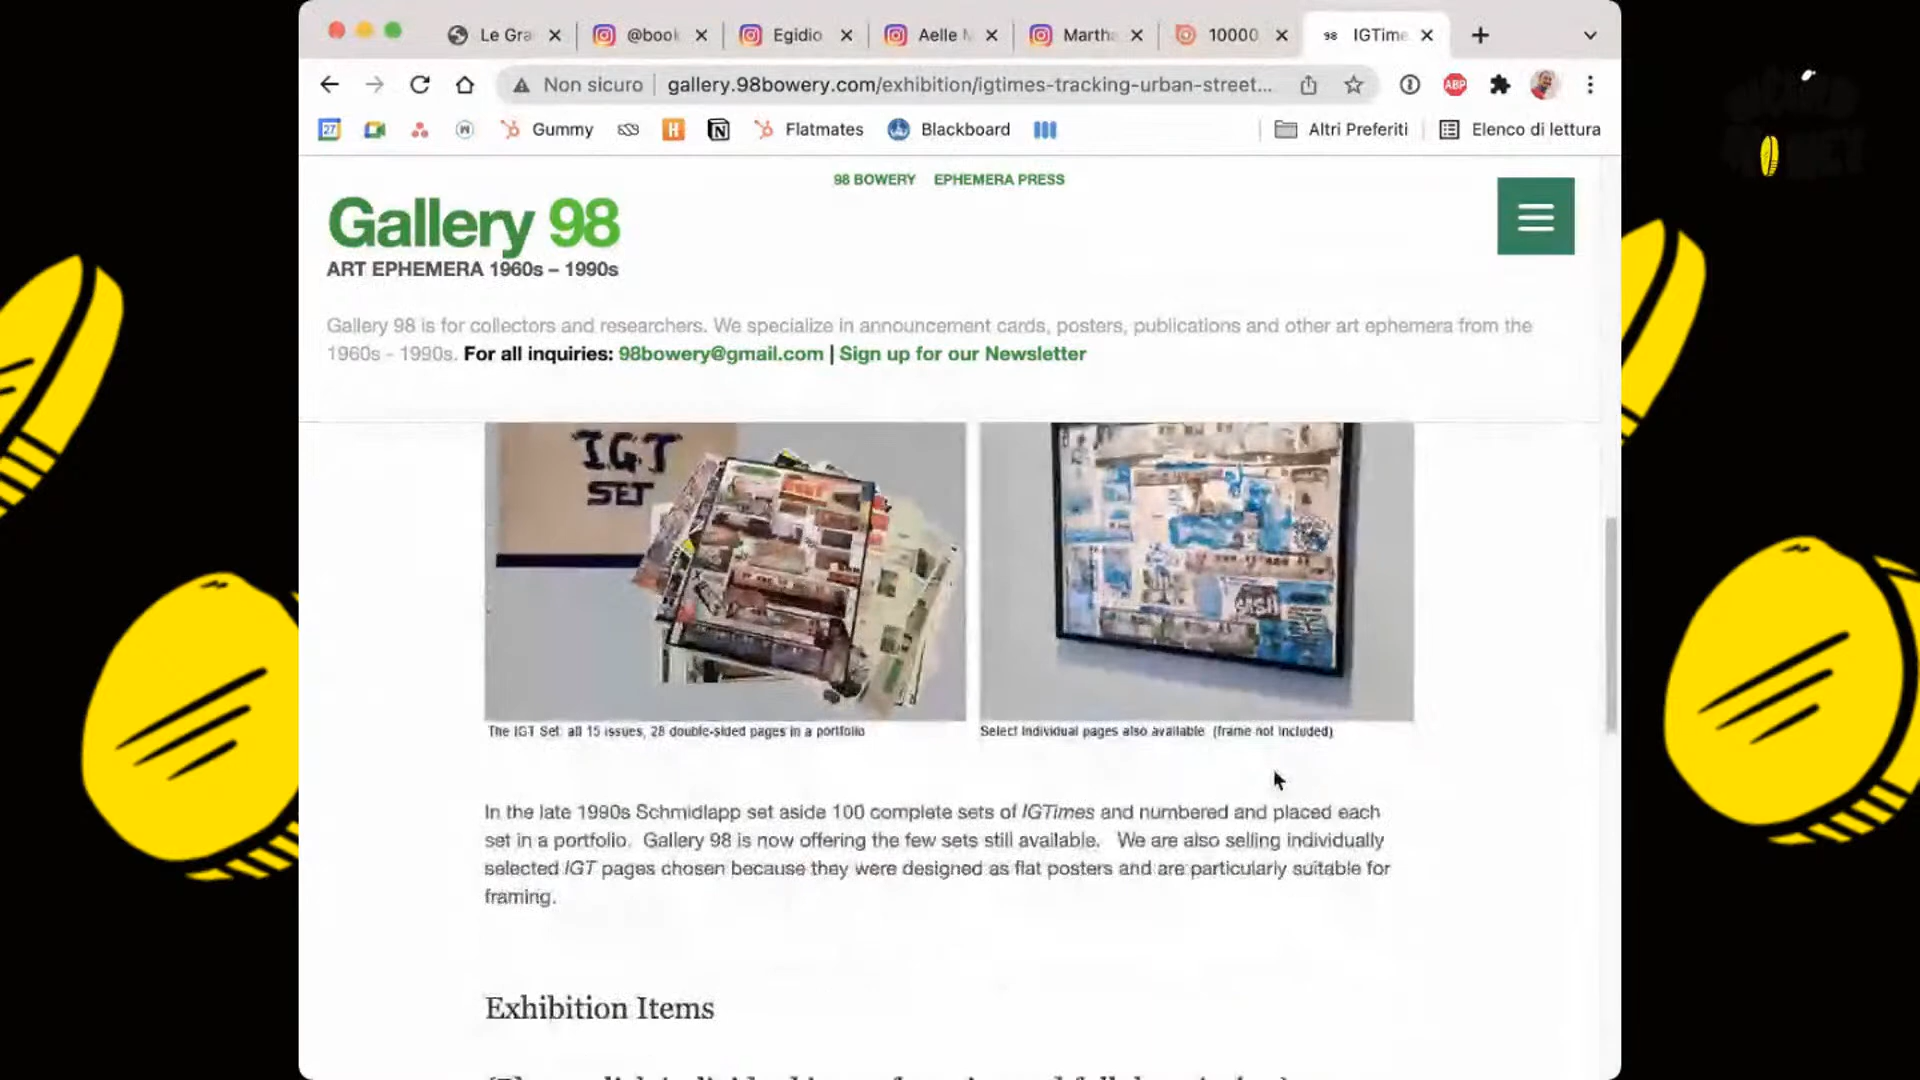 Le Gra
@book
Egidio
Aelle M
Martha
10000
98 IGTime
Non sicuro
gallery.98bowery.com/exhibition/igtimes-tracking-urban-street...
ABP
27
Gummy
Flatmates
Blackboard
Altri Preferiti
Elenco di lettura
98 BOWERY EPHEMERA PRESS
Gallery 98
ART EPHEMERA 1960s – 1990s
Gallery 98 is for collectors and researchers. We specialize in announcement cards, posters, publications and other art ephemera from the
1960s - 1990s. For all inquiries: 98bowery@gmail.com | Sign up for our Newsletter
I.G.T
SET
The IGT Set: all 15 issues, 28 double-sided pages in a portfolio
Select individual pages also available (frame not included)
In the late 1990s Schmidlapp set aside 100 complete sets of IGTimes and numbered and placed each
set in a portfolio. Gallery 98 is now offering the few sets still available. We are also selling individually
selected IGT pages chosen because they were designed as flat posters and are particularly suitable for
framing.
Exhibition Items